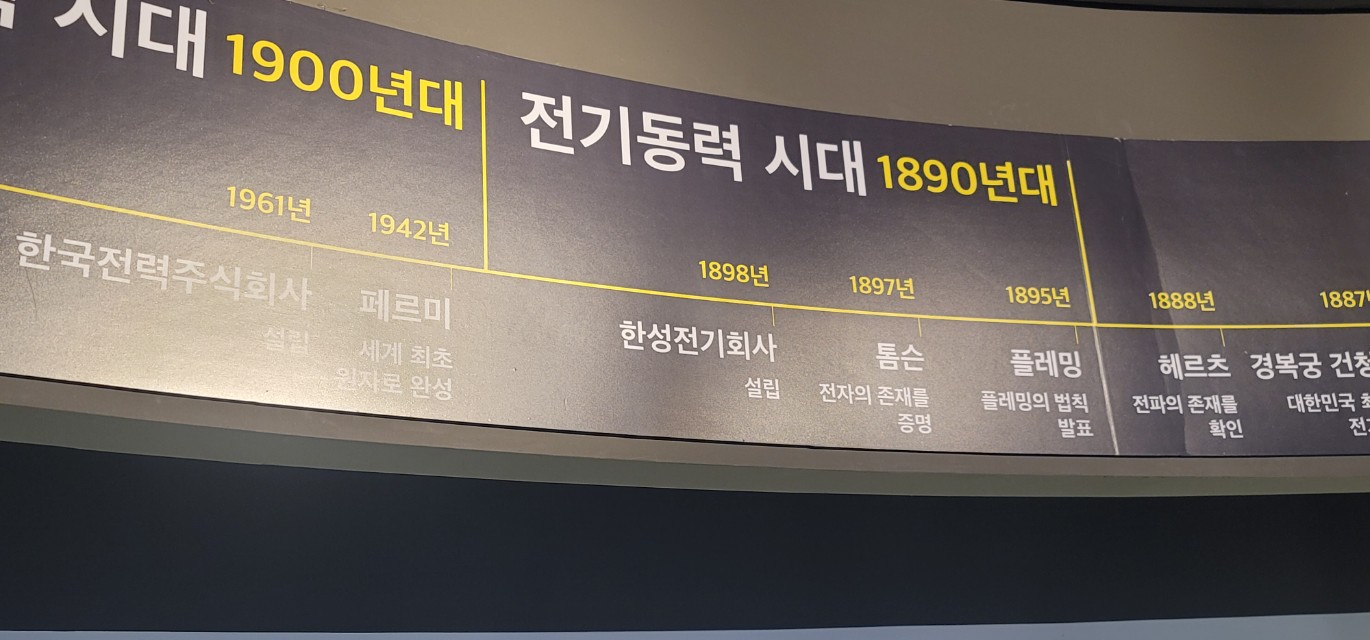 시대 1900년대
전기동력 시대 1890년대
1961년
한국전력주식회사
설립
1942년
페르미
세계 최초
원자로 완성
1898년
한성전기회사
설립
1897년
톰슨
전자의 존재를
증명
1895년
플레밍
플레밍의 법칙
발표
1888년
헤르츠
전파의 존재를
확인
1887년
경복궁
대한민국